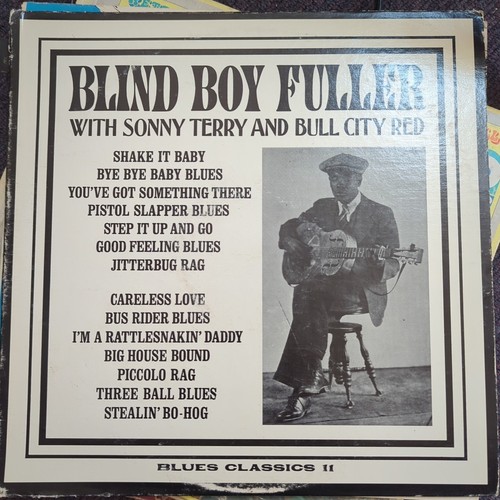 BLIND BOY FULLER
WITH SONNY TERRY AND BULL CITY RED
SHAKE IT BABY
BYE BYE BABY BLUES
YOU'VE GOT SOMETHING THERE
PISTOL SLAPPER BLUES
STEP IT UP AND GO
GOOD FEELING BLUES
JITTERBUG RAG
CARELESS LOVE
BUS RIDER BLUES
I'M A RATTLESNAKIN' DADDY
BIG HOUSE BOUND
PICCOLO RAG
THREE BALL BLUES
STEALIN' BO-HOG
BLUES CLASSICS 11